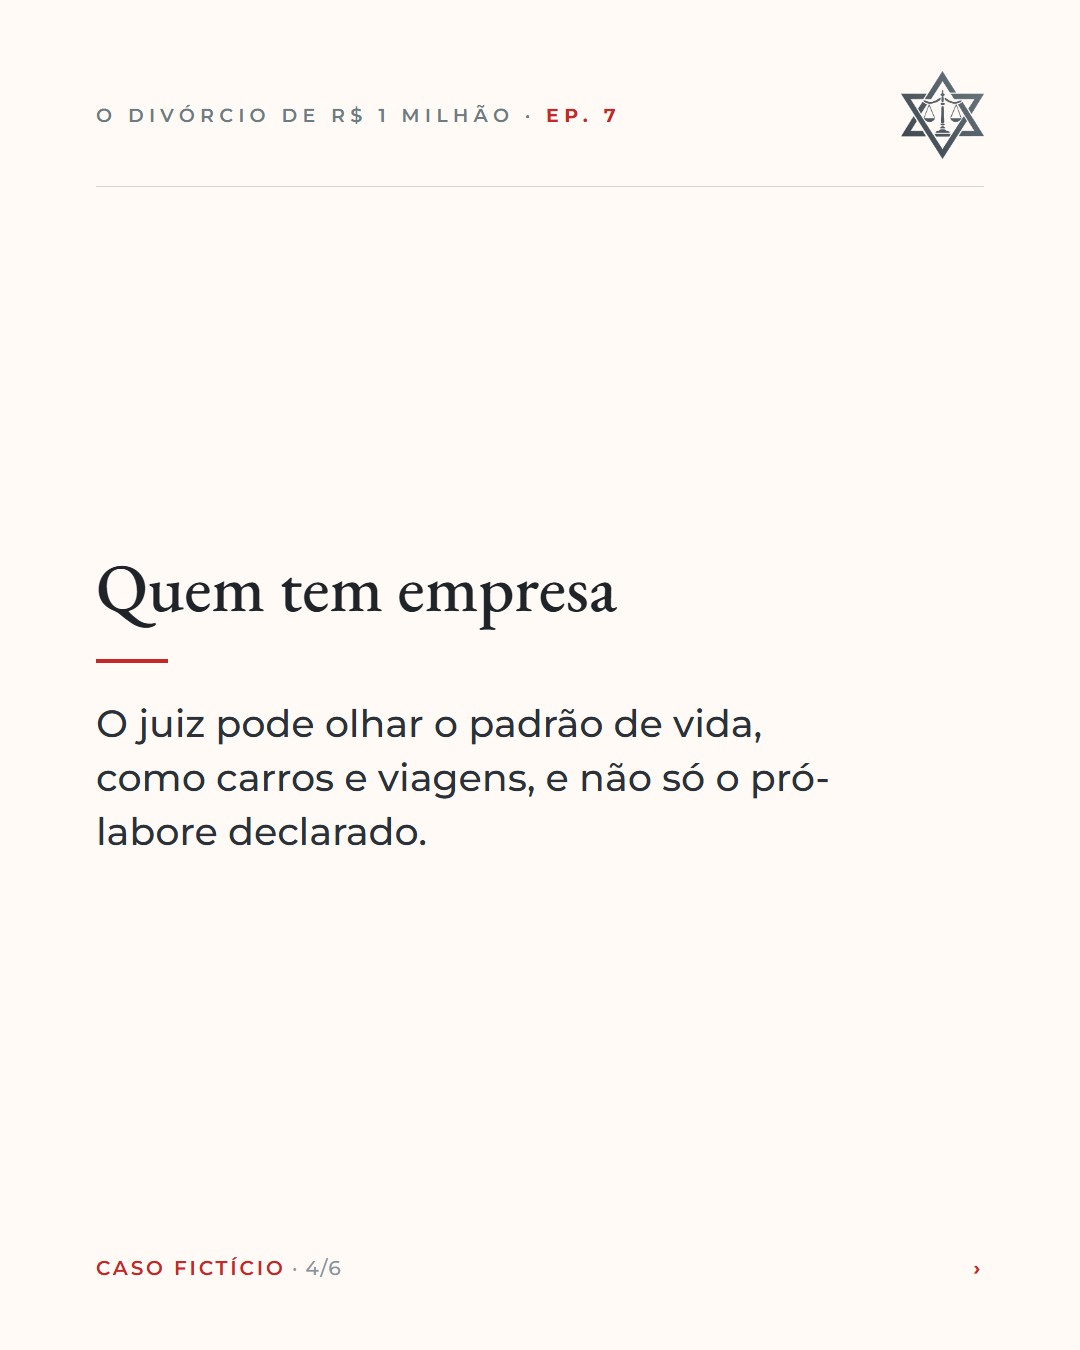 O DIVÓRCIO DE R$ 1 MILHÃO · EP. 7
Quem tem empresa
O juiz pode olhar o padrão de vida,
como carros e viagens, e não só o pró-
labore declarado.
CASO FICTÍCIO · 4/6 ›